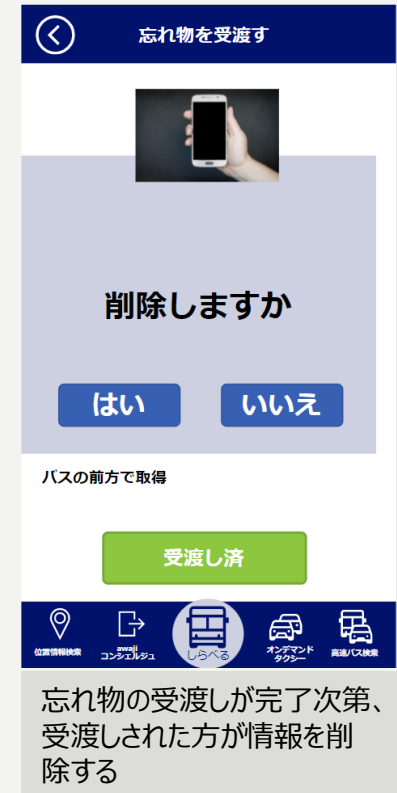 忘れ物を受渡す
削除しますか
はい
いいえ
バスの前方で取得
受渡し済
位置情報検索
awaji
コンシェルジュ
しらべる
オンデマンド
タクシー
高速バス検索
忘れ物の受渡しが完了次第、
受渡しされた方が情報を削
除する